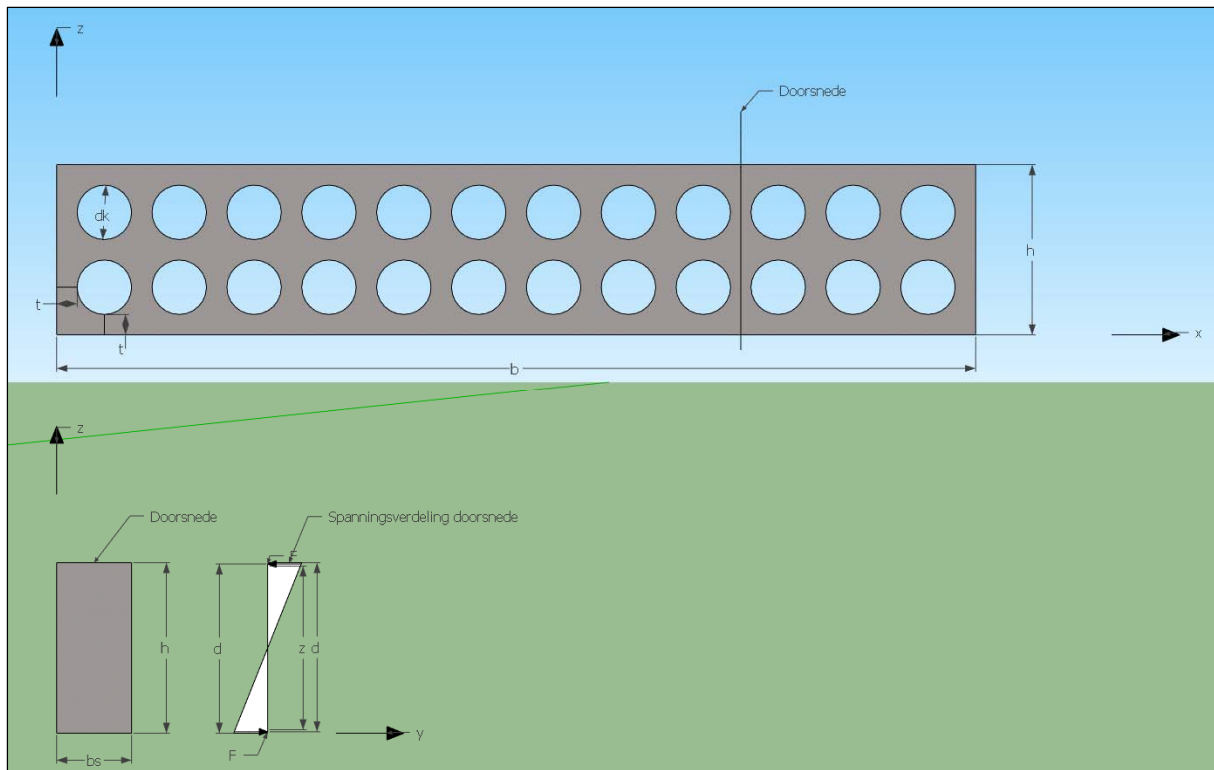 z
Doorsnede
dk
h
t
t
x
b
z
Doorsnede
Spanningsverdeling doorsnede
F
h
d
z
d
y
F
bs